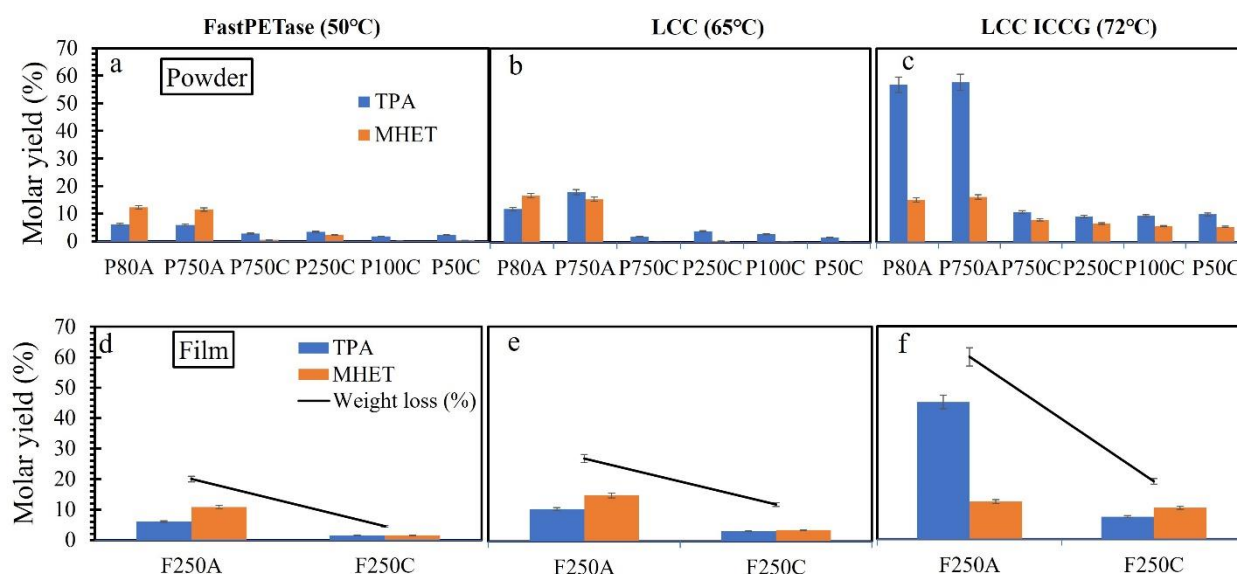 FastPETase (50°C) LCC (65°C) LCC ICCG (72°C)
Molar yield (%)
70
60
50
40
30
20
10
0
a
Powder
TPA
MHET
b
c
P80A P750A P750C P250C P100C P50C
P80A P750A P750C P250C P100C P50C
P80A P750A P750C P250C P100C P50C
Molar yield (%)
70
60
50
40
30
20
10
0
d
Film
TPA
MHET
Weight loss (%)
e
f
F250A F250C
F250A F250C
F250A F250C